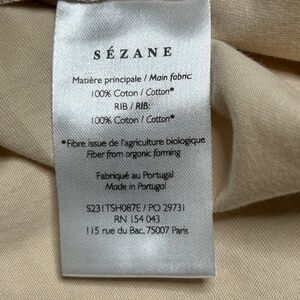 SÉZANE
Matière principale / Main fabric:
100% Coton / Cotton*
RIB / RIB:
100% Coton / Cotton*
*Fibre issue de l'agriculture biologique
Fiber from organic forming
Fabriqué au Portugal
Made in Portugal
S231TSH087E / PO 29731
RN 154 043
115 rue du Bac, 75007 Paris